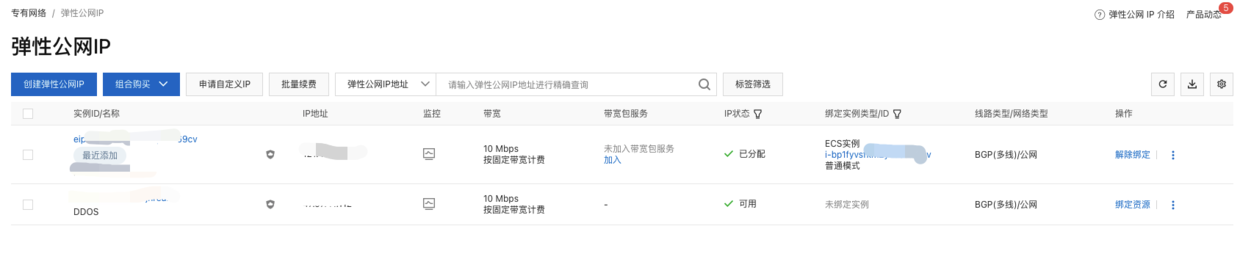 专有网络 / 弹性公网IP
弹性公网 IP 介绍 产品动态 5
弹性公网IP
创建弹性公网IP 组合购买 申请自定义IP 批量续费 弹性公网IP地址 请输入弹性公网IP地址进行精确查询 标签筛选
实例ID/名称 IP地址 监控 带宽 带宽包服务 IP状态 绑定实例类型/ID 线路类型/网络类型 操作
最近添加
10 Mbps
按固定带宽计费
未加入带宽包服务
加入
已分配
ECS实例
普通模式
BGP(多线)/公网
解除绑定
DDOS
10 Mbps
按固定带宽计费
-
可用
未绑定实例
BGP(多线)/公网
绑定资源